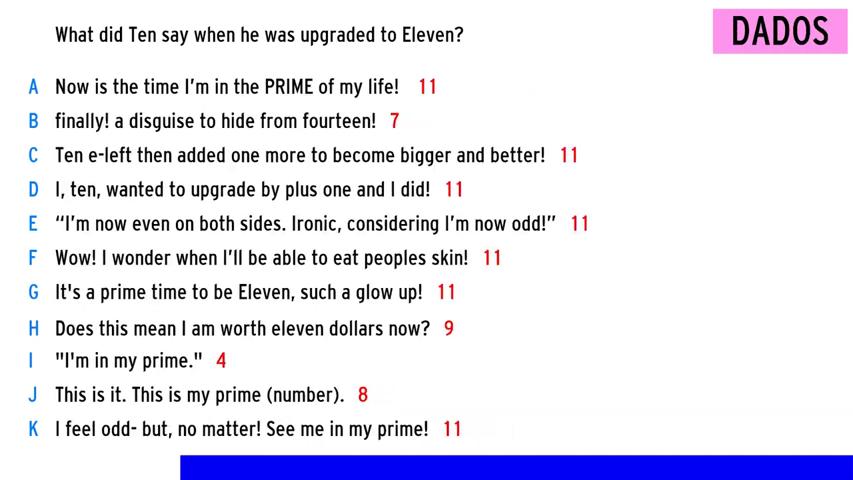 What did Ten say when he was upgraded to Eleven?
DADOS
A Now is the time I'm in the PRIME of my life! 11
B finally! a disguise to hide from fourteen! 7
C Ten e-left then added one more to become bigger and better! 11
D I, ten, wanted to upgrade by plus one and I did! 11
E “I'm now even on both sides. Ironic, considering I'm now odd!” 11
F Wow! I wonder when I'll be able to eat peoples skin! 11
G It's a prime time to be Eleven, such a glow up! 11
H Does this mean I am worth eleven dollars now? 9
I "I'm in my prime." 4
J This is it. This is my prime (number). 8
K I feel odd- but, no matter! See me in my prime! 11